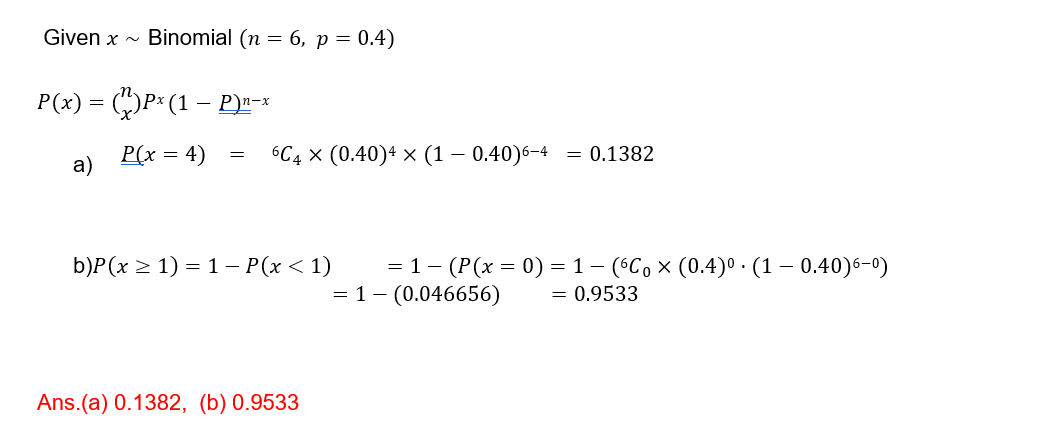 Given x ~ Binomial (n = 6, p = 0.4)
P(x) = (n x)Pˣ (1 − P)ⁿ⁻ˣ
a) P(x = 4) = ⁶C₄ × (0.40)⁴ × (1 − 0.40)⁶⁻⁴ = 0.1382
b)P(x ≥ 1) = 1 − P(x < 1) = 1 − (P(x = 0) = 1 − (⁶C₀ × (0.4)⁰ · (1 − 0.40)⁶⁻⁰)
= 1 − (0.046656) = 0.9533
Ans.(a) 0.1382, (b) 0.9533